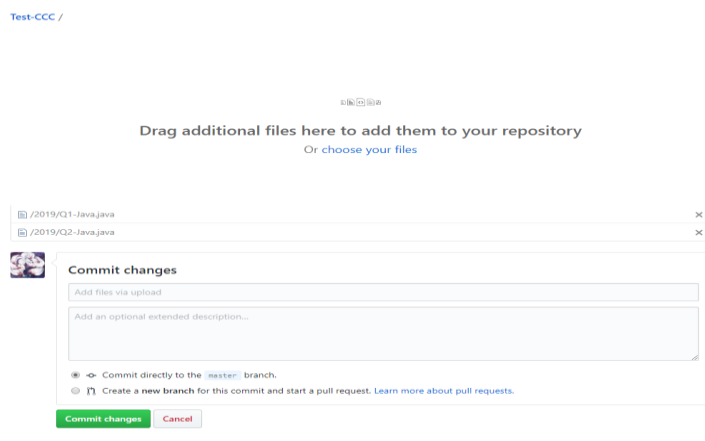 Test-CCC /
Drag additional files here to add them to your repository
Or choose your files
/2019/Q1-Java.java
/2019/Q2-Java.java
Commit changes
Add files via upload
Add an optional extended description...
Commit directly to the master branch.
Create a new branch for this commit and start a pull request. Learn more about pull requests.
Commit changes Cancel